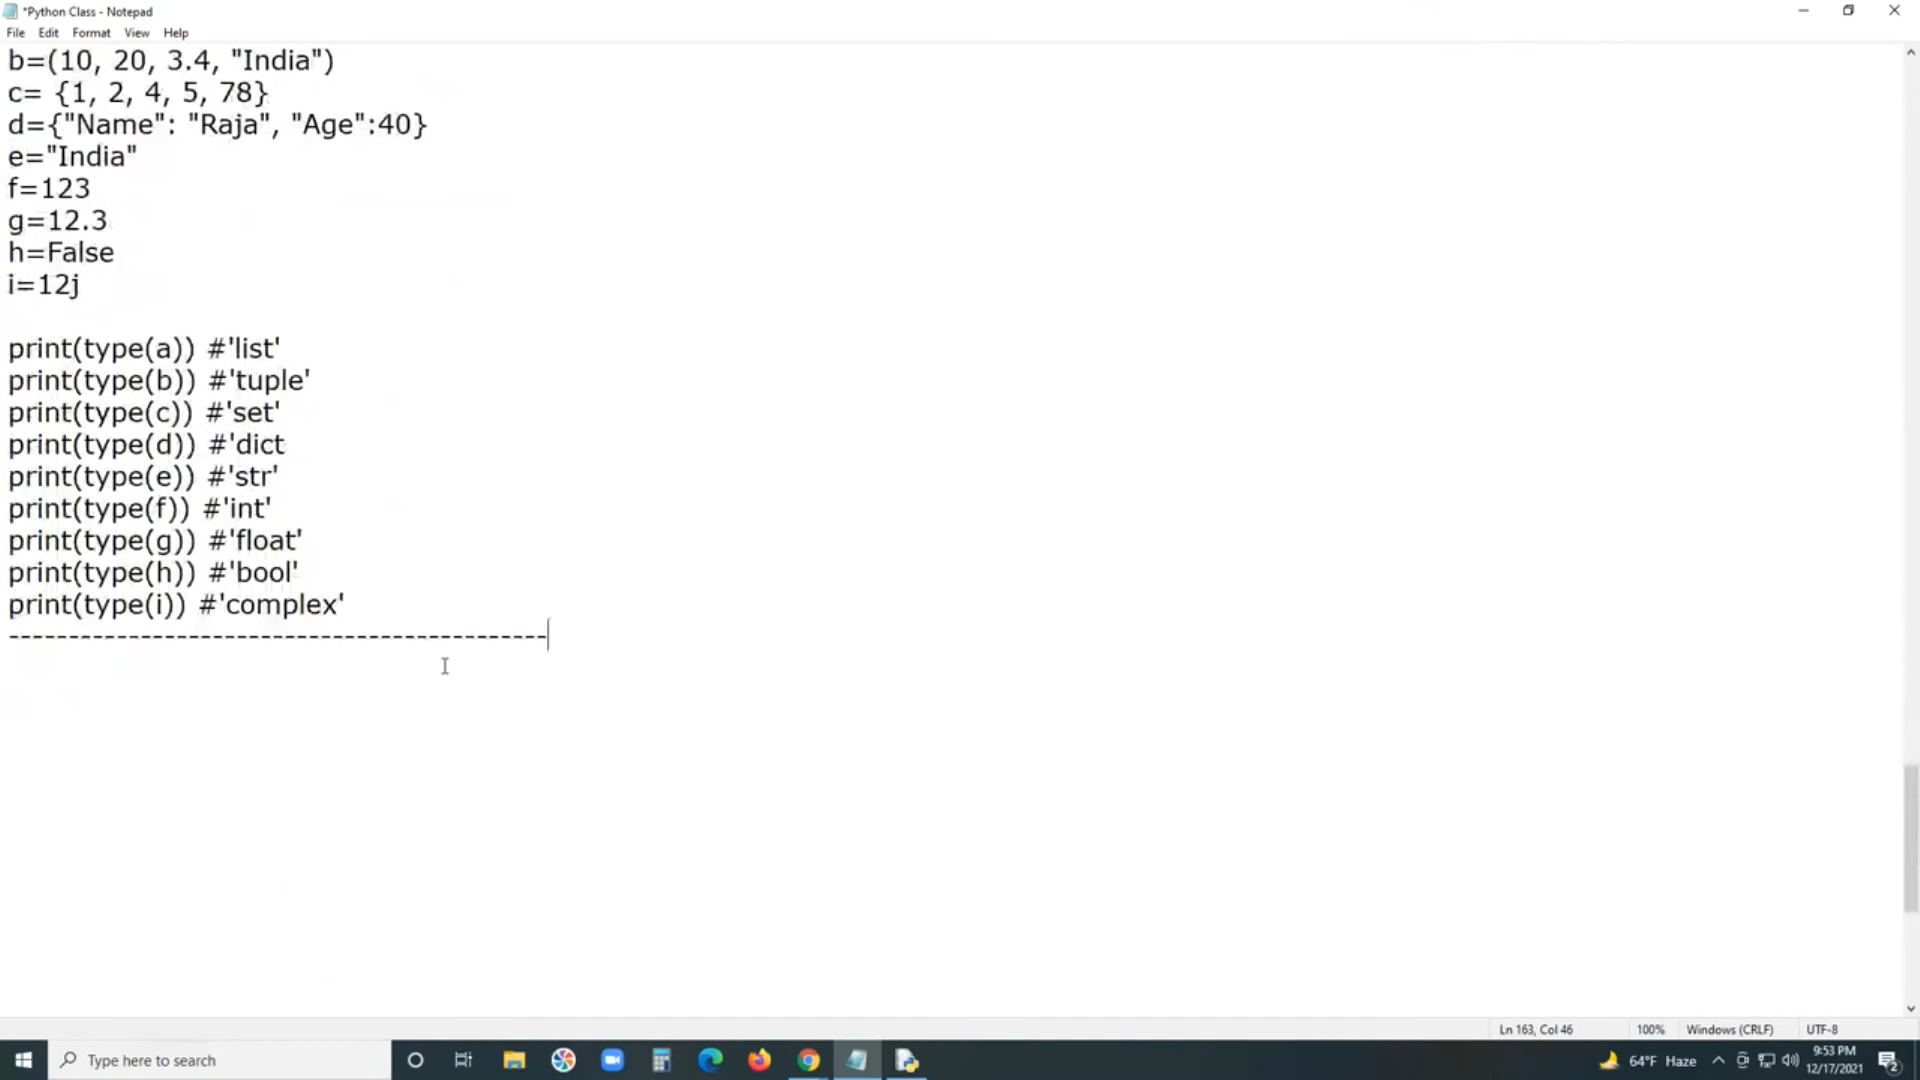 *Python Class - Notepad
File Edit Format View Help
b=(10, 20, 3.4, "India")
c= {1, 2, 4, 5, 78}
d={"Name": "Raja", "Age":40}
e="India"
f=123
g=12.3
h=False
i=12j
print(type(a)) #'list'
print(type(b)) #'tuple'
print(type(c)) #'set'
print(type(d)) #'dict
print(type(e)) #'str'
print(type(f)) #'int'
print(type(g)) #'float'
print(type(h)) #'bool'
print(type(i)) #'complex'
---------------------------------------------
Ln 163, Col 46 100% Windows (CRLF) UTF-8
Type here to search 64°F Haze 9:53 PM
12/17/2021 2